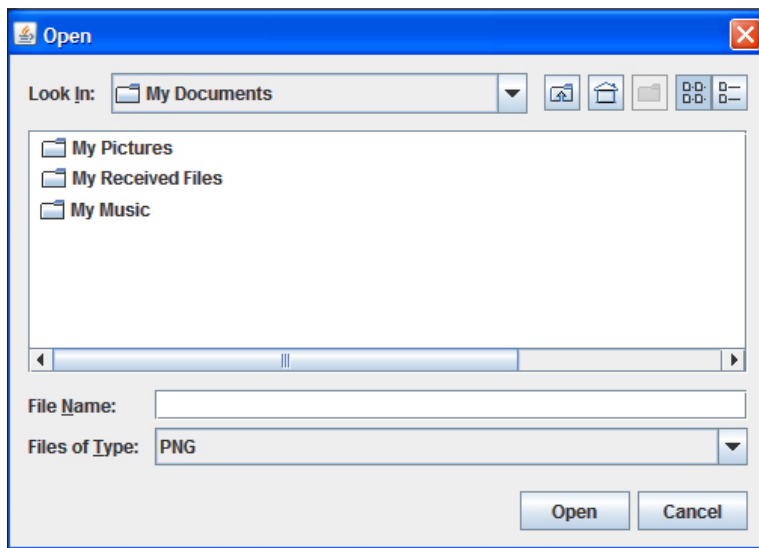 Open
Look In: My Documents
My Pictures
My Received Files
My Music
File Name:
Files of Type: PNG
Open Cancel